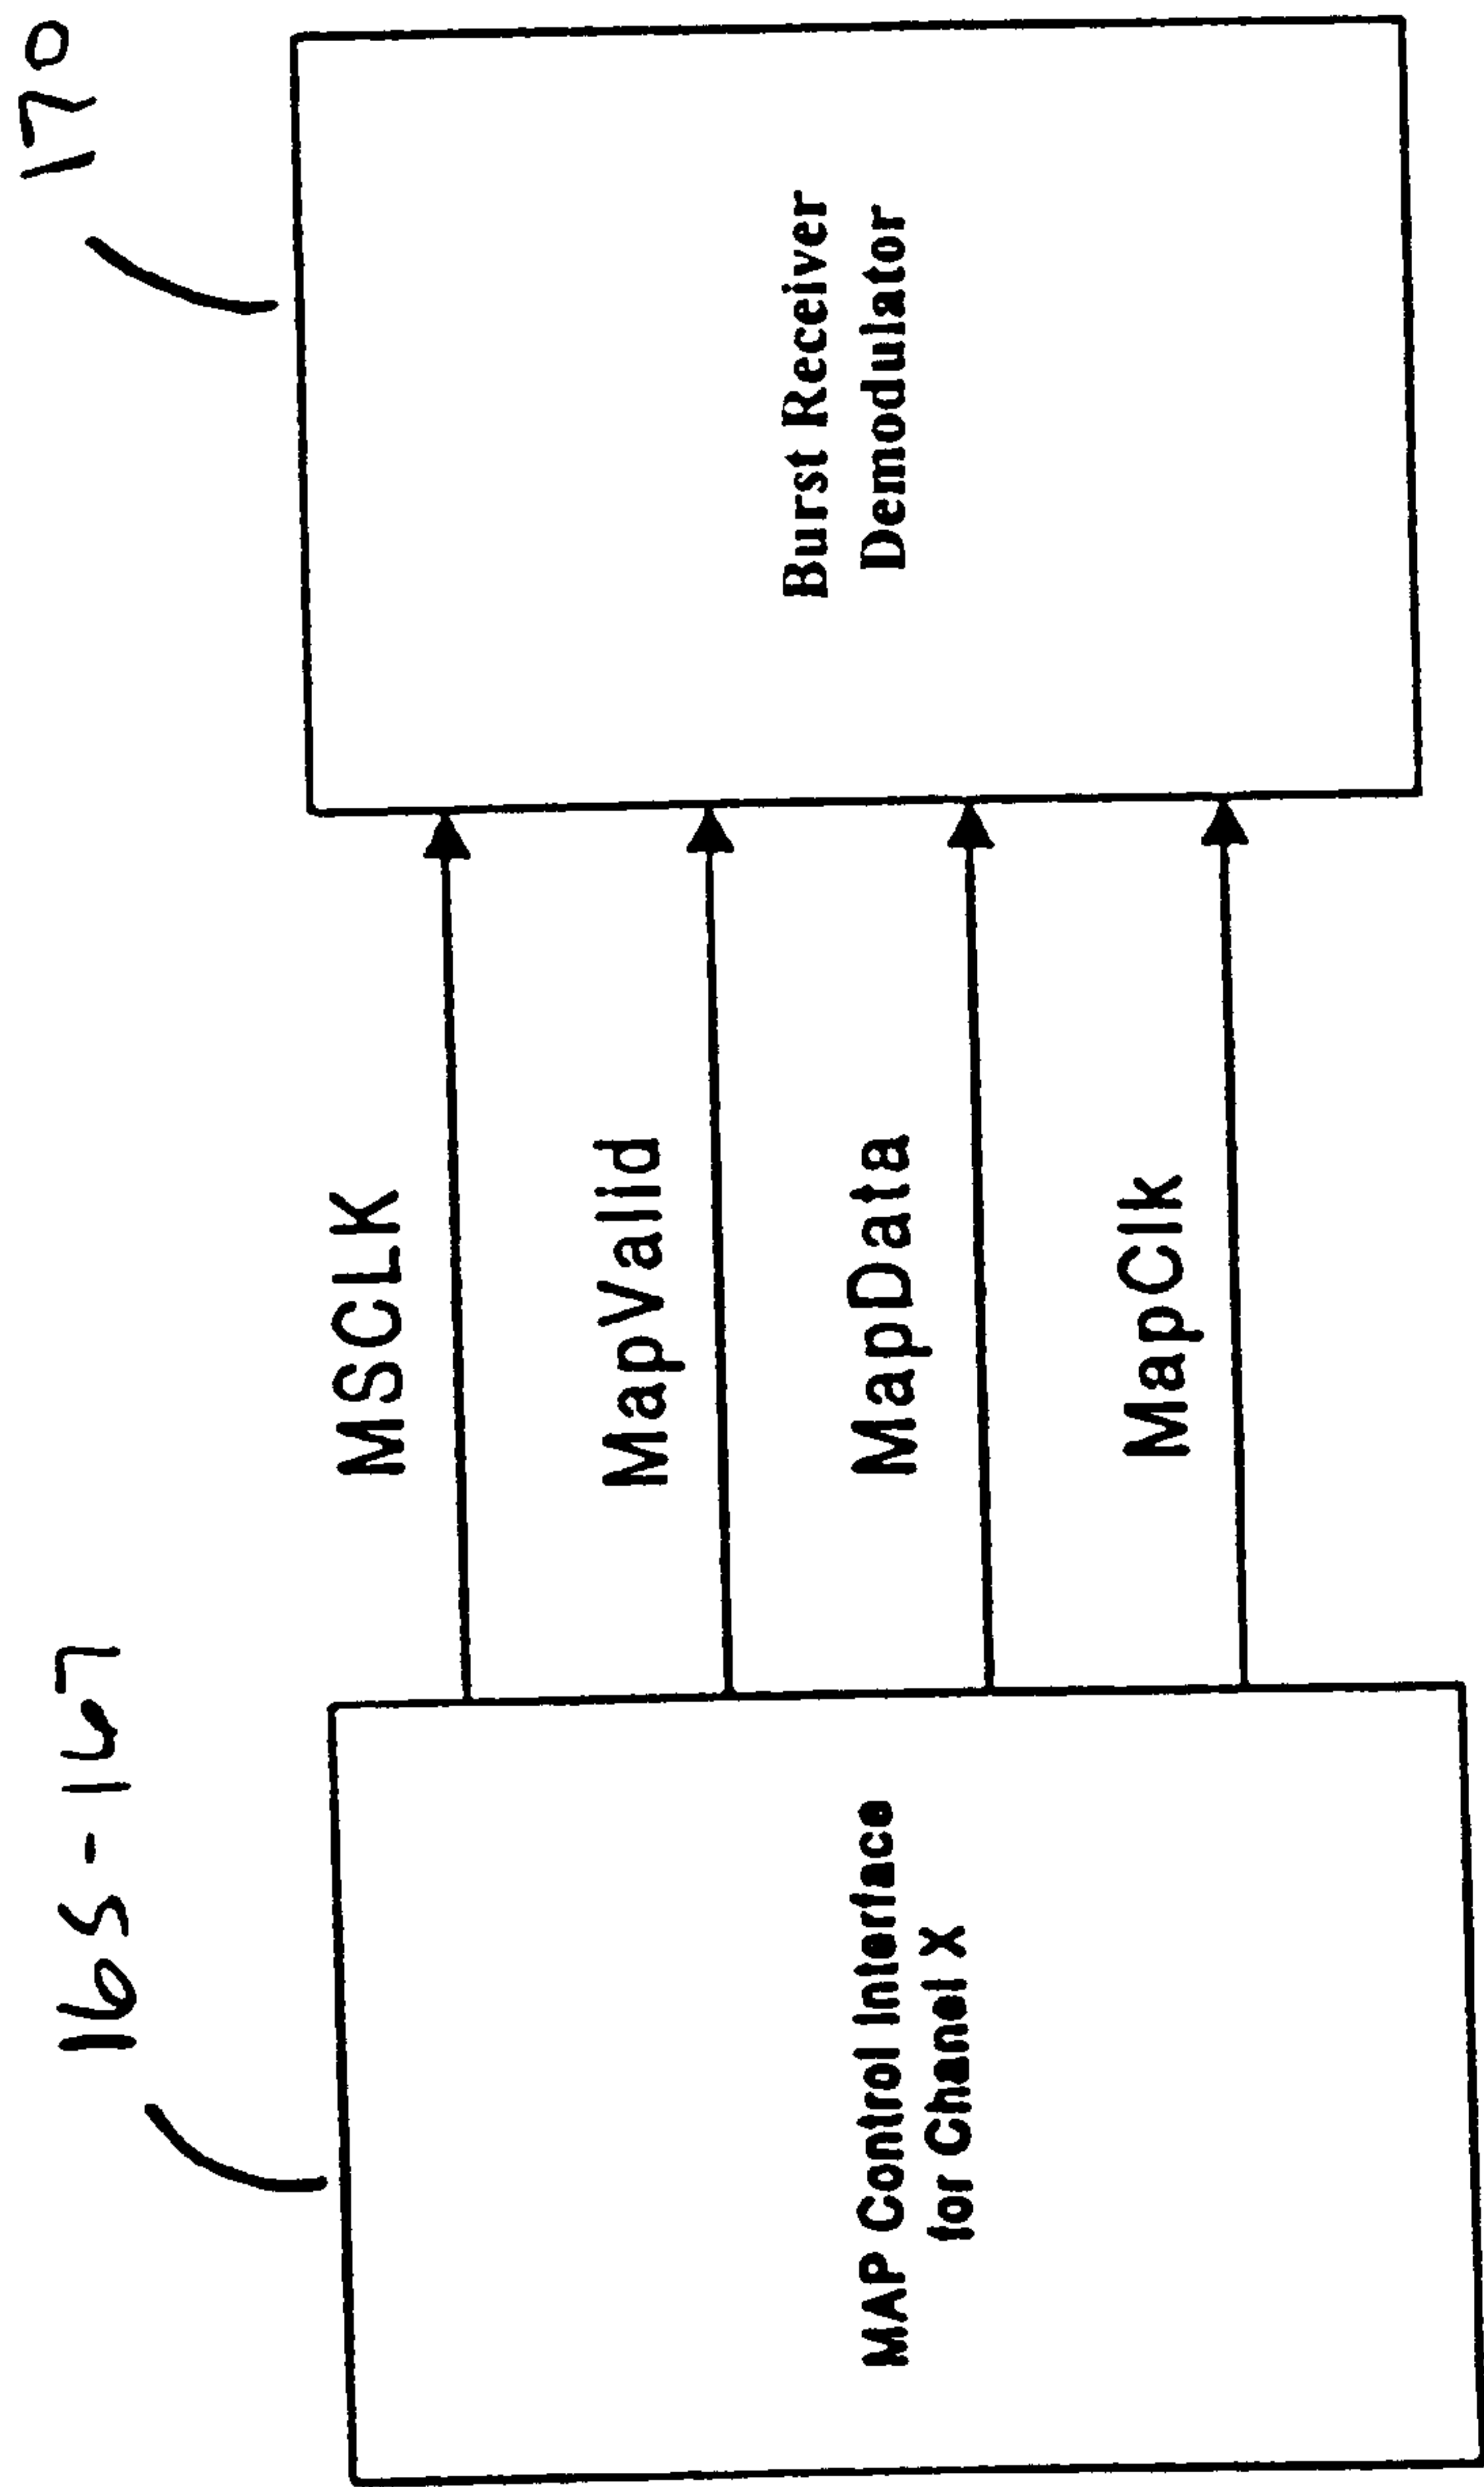 165-167
170
MAP Control Interface
for Chanel X
MSCLK
MapValid
MapData
MapClk
Burst Receiver
Demodulator